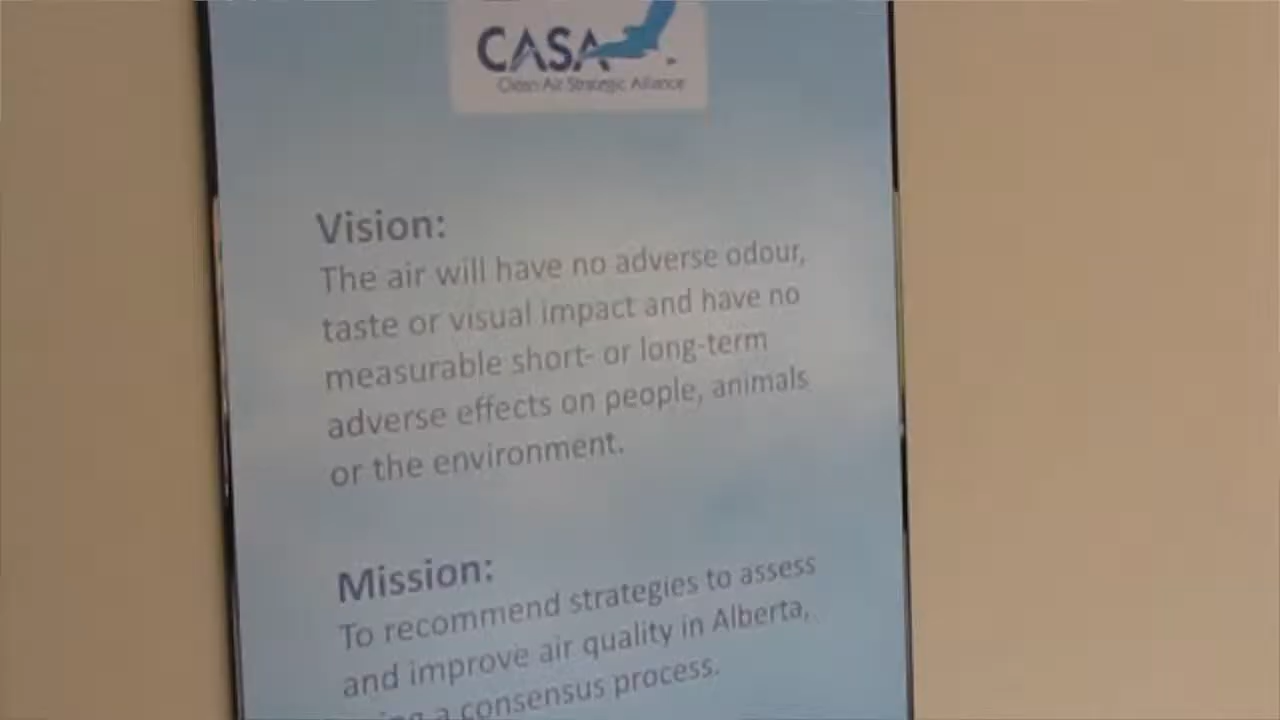 CASA
Clean Air Strategic Alliance
Vision:
The air will have no adverse odour,
taste or visual impact and have no
measurable short- or long-term
adverse effects on people, animals
or the environment.
Mission:
To recommend strategies to assess
and improve air quality in Alberta,
a consensus process.